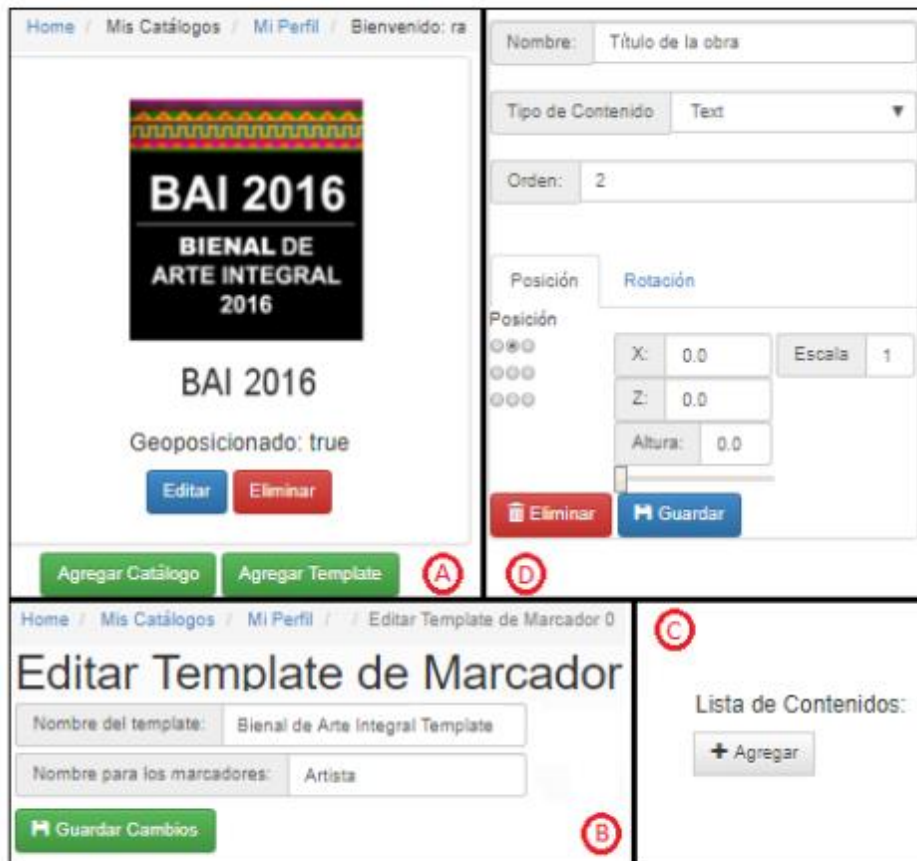 Home / Mis Catálogos / Mi Perfil / Bienvenido: ra
BAI 2016
BIENAL DE
ARTE INTEGRAL
2016
BAI 2016
Geoposicionado: true
Editar Eliminar
Agregar Catálogo Agregar Template
A
Nombre: Título de la obra
Tipo de Contenido Text
Orden: 2
Posición Rotación
Posición
X: 0.0 Escala 1
Z: 0.0
Altura: 0.0
Eliminar Guardar
D
Home / Mis Catálogos / Mi Perfil / / Editar Template de Marcador 0
Editar Template de Marcador
Nombre del template: Bienal de Arte Integral Template
Nombre para los marcadores: Artista
Guardar Cambios
B
C
Lista de Contenidos:
+ Agregar